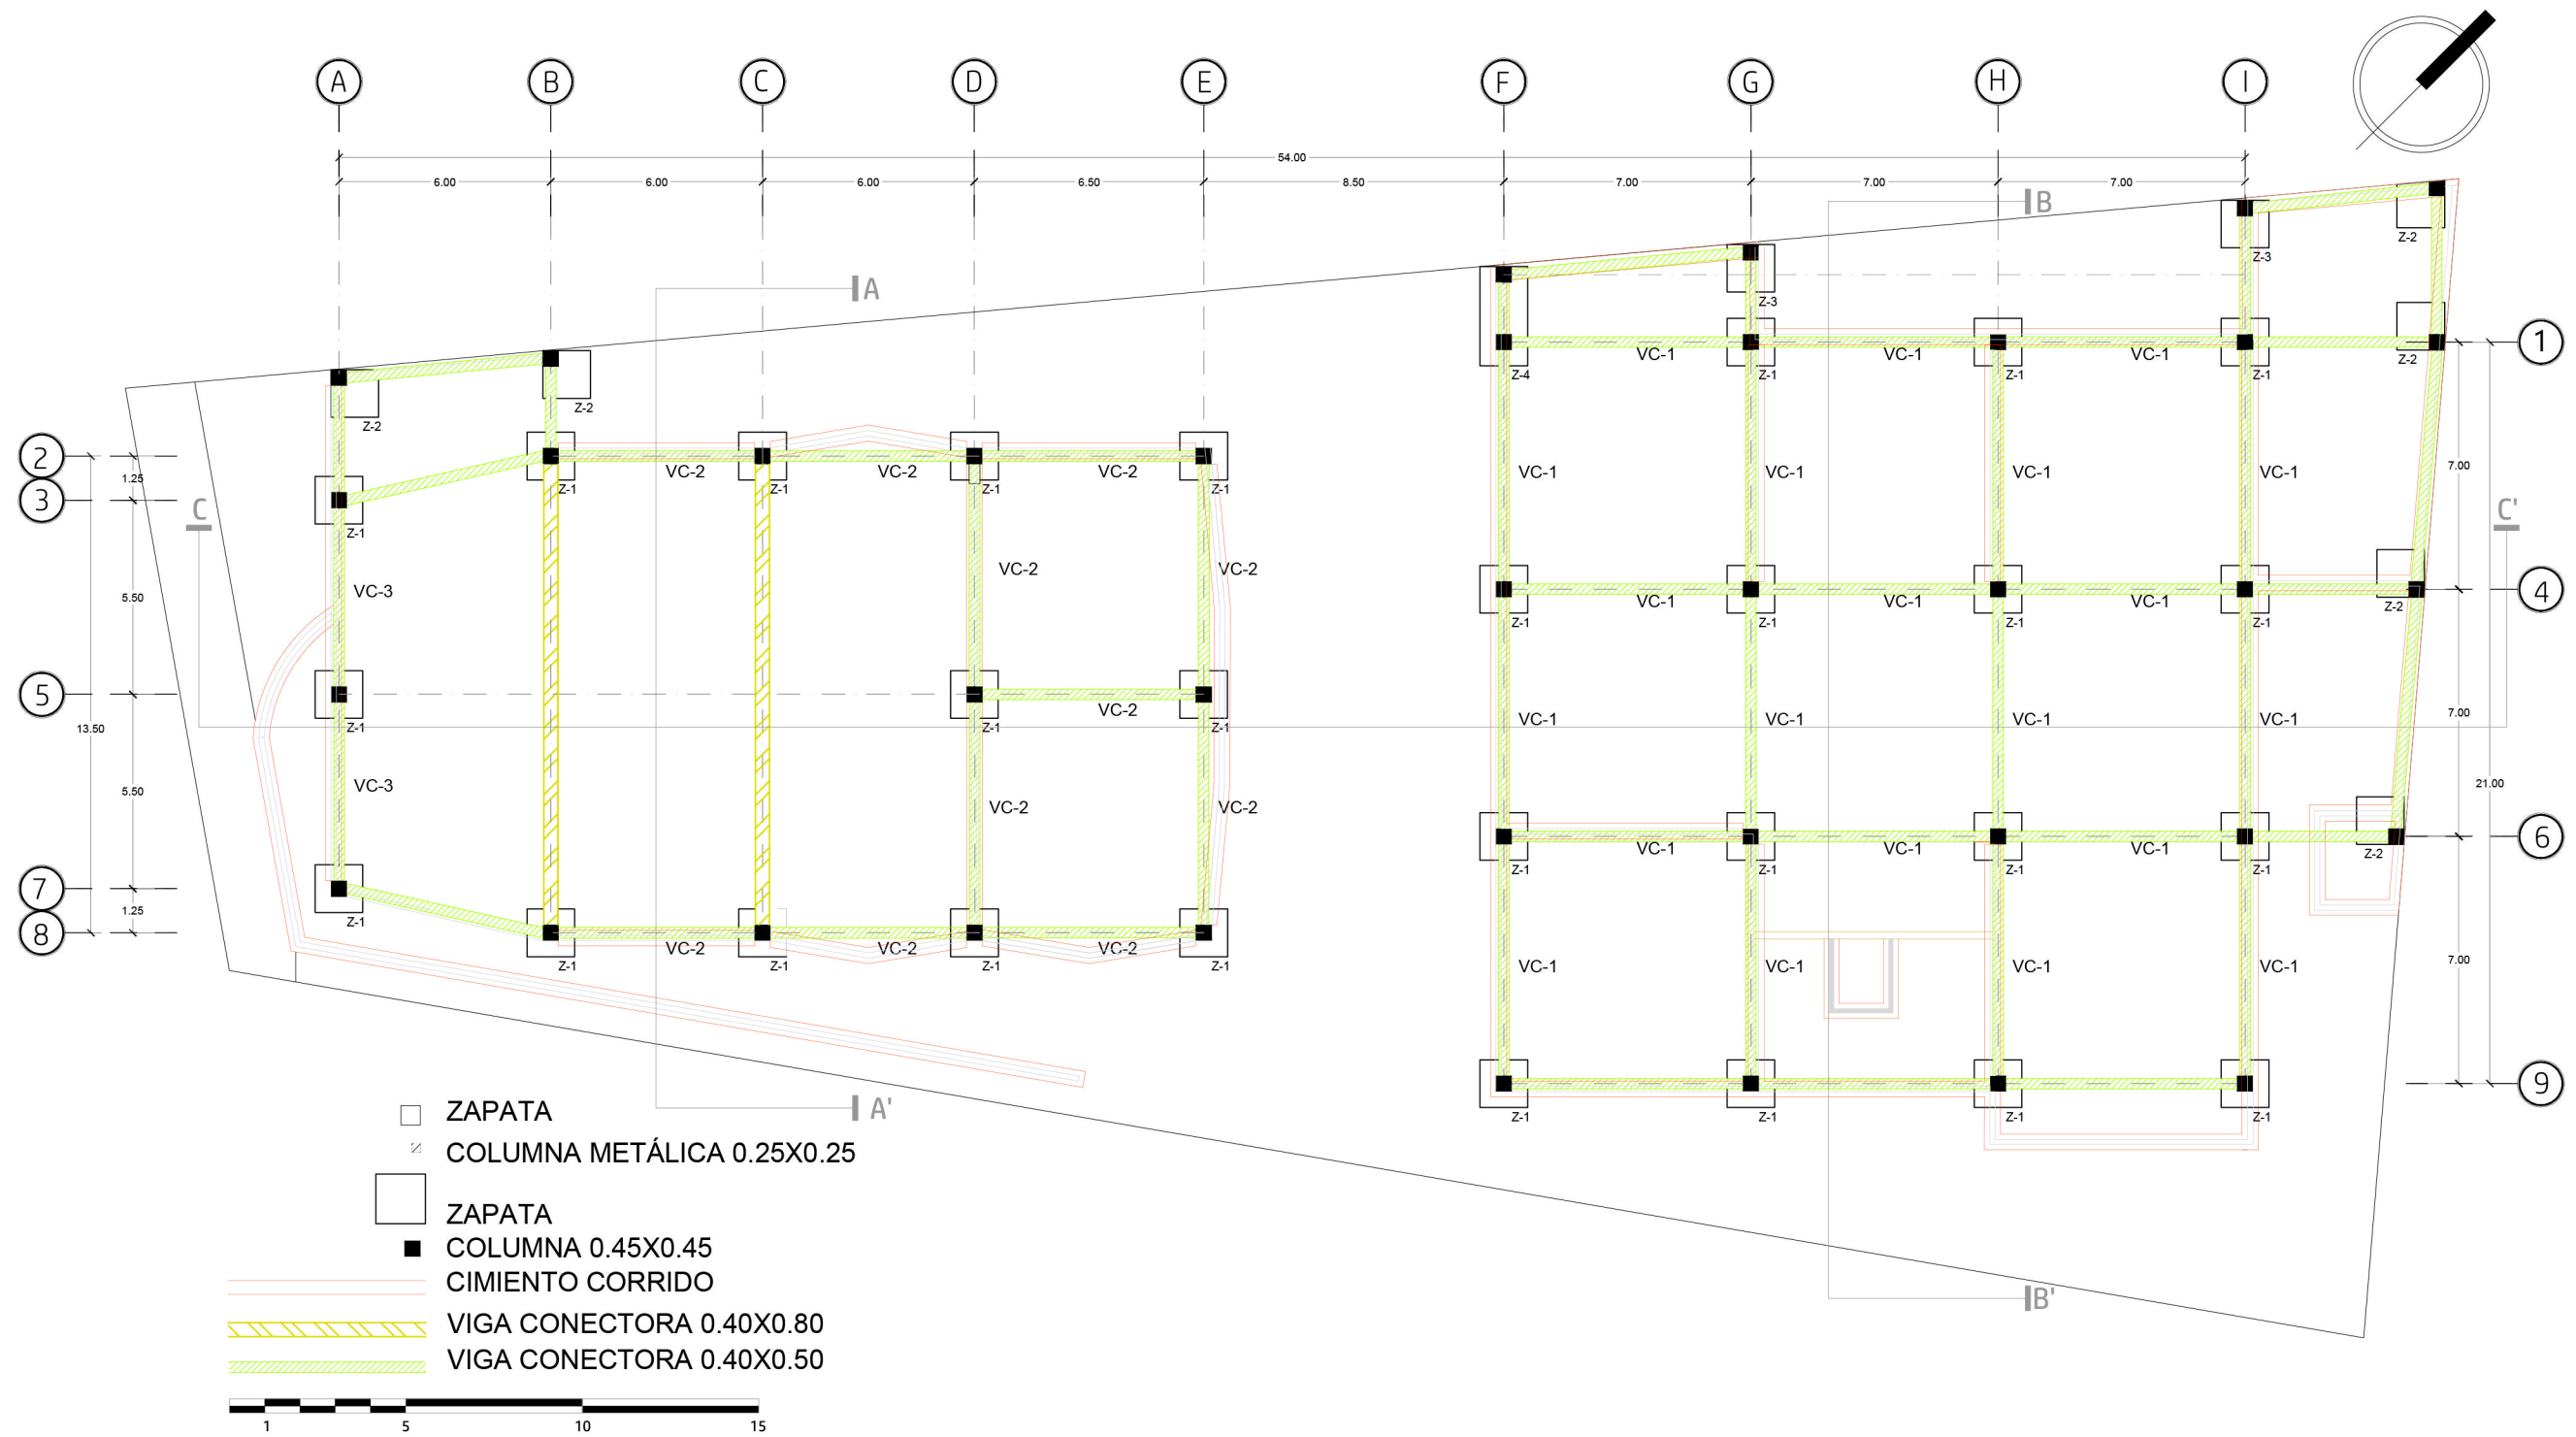 A B C D E F G H I
54.00
6.00 6.00 6.00 6.50 8.50 7.00 7.00 7.00
B
Z-2
Z-3
A
Z-3
1
VC-1 VC-1 VC-1 Z-2
Z-4 Z-1 Z-1 Z-1
Z-2
Z-2
2
1.25
VC-2 VC-2 VC-2 VC-1 VC-1 VC-1 VC-1 7.00
Z-1 Z-1 Z-1 Z-1
3
C C'
Z-1
VC-2 VC-2
5.50 VC-3
4
VC-1 VC-1 VC-1 Z-2
Z-1 Z-1 Z-1 Z-1
5
VC-2
13.50 Z-1 Z-1 Z-1
VC-1 VC-1 VC-1 VC-1 7.00
5.50 VC-3 21.00
VC-2 VC-2
6
VC-1 VC-1 VC-1 Z-2
Z-1 Z-1 Z-1 Z-1
7
1.25
Z-1
8
VC-2 VC-2 VC-2
Z-1 Z-1 Z-1 Z-1
VC-1 VC-1 VC-1 VC-1 7.00
9
Z-1 Z-1 Z-1 Z-1
A'
B'
ZAPATA
COLUMNA METÁLICA 0.25X0.25
ZAPATA
COLUMNA 0.45X0.45
CIMIENTO CORRIDO
VIGA CONECTORA 0.40X0.80
VIGA CONECTORA 0.40X0.50
1 5 10 15